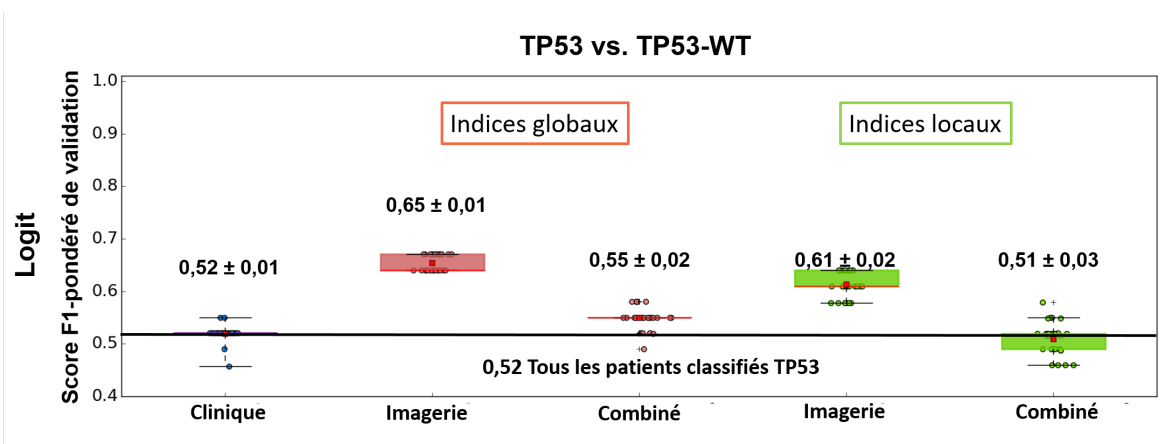 TP53 vs. TP53-WT
Logit
Score F1-pondéré de validation
1.0
0.9
0.8
0.7
0.6
0.5
0.4
Indices globaux
Indices locaux
0,52 ± 0,01
0,65 ± 0,01
0,55 ± 0,02
0,61 ± 0,02
0,51 ± 0,03
0,52 Tous les patients classifiés TP53
Clinique
Imagerie
Combiné
Imagerie
Combiné